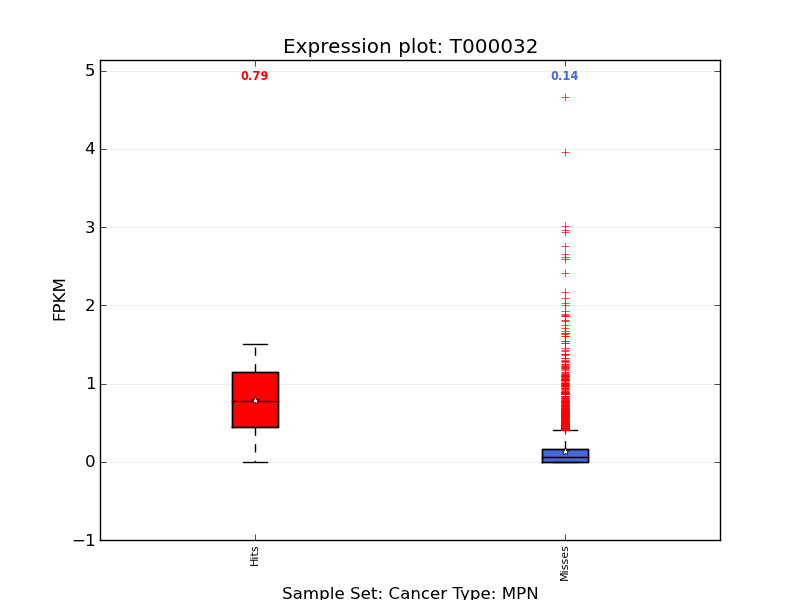 Expression plot: T000032
0.79 0.14
5
4
3
2
1
0
−1
FPKM
Hits Misses
Sample Set: Cancer Type: MPN